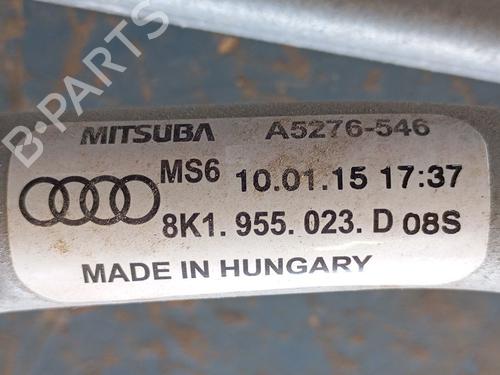 B-PARTS
MITSUBA A5276-546
MS6 10.01.15 17:37
8K1. 955. 023. D 08S
MADE IN HUNGARY